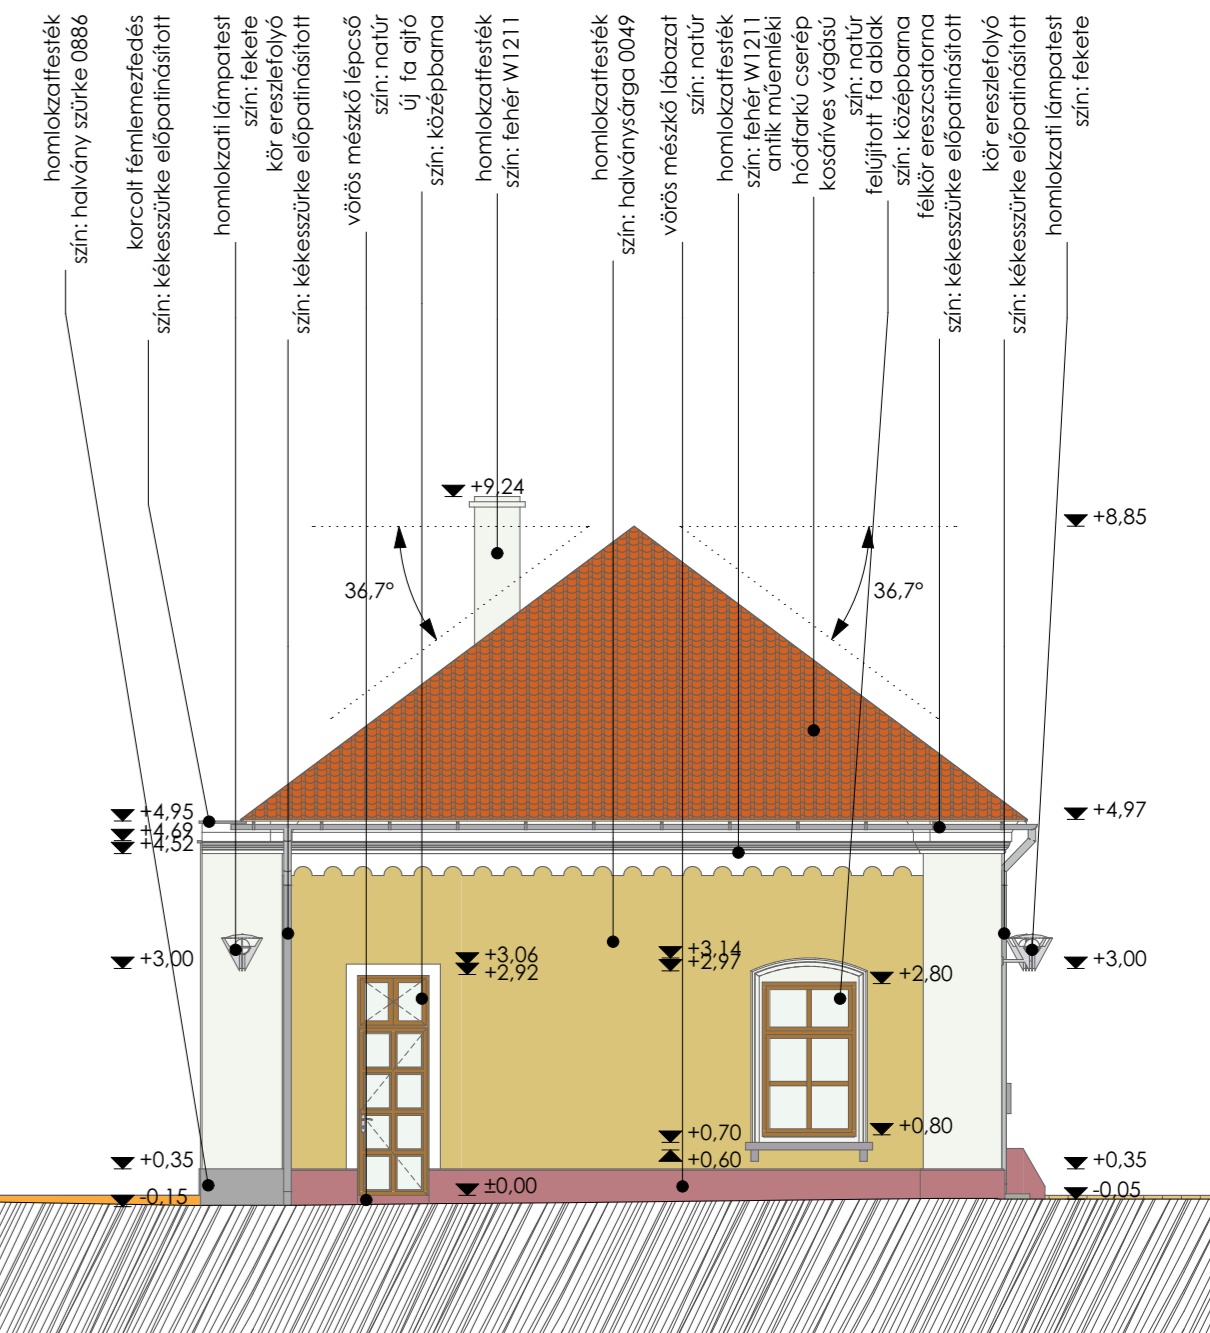 homlokzatfesték
szín: halvány szürke 0886
korcolt fémlemezfedés
szín: kékesszürke előpatinásított
homlokzati lámpatest
szín: fekete
kör ereszlefolyó
szín: kékesszürke előpatinásított
vörös mészkő lépcső
szín: natúr
új fa ajtó
szín: középbarna
homlokzatfesték
szín: fehér W1211
homlokzatfesték
szín: halványsárga 0049
vörös mészkő lábazat
szín: natúr
homlokzatfesték
szín: fehér W1211
antik műemléki
hódfarkú cserép
kosáríves vágású
szín: natúr
felújított fa ablak
szín: középbarna
félkör ereszcsatorna
szín: kékesszürke előpatinásított
kör ereszlefolyó
szín: kékesszürke előpatinásított
homlokzati lámpatest
szín: fekete
+9,24
+8,85
36,7°
36,7°
+4,95
+4,69
+4,52
+4,97
+3,00
+3,06
+2,92
+3,14
+2,97
+2,80
+3,00
+0,70
+0,60
+0,80
+0,35
-0,15
±0,00
+0,35
-0,05